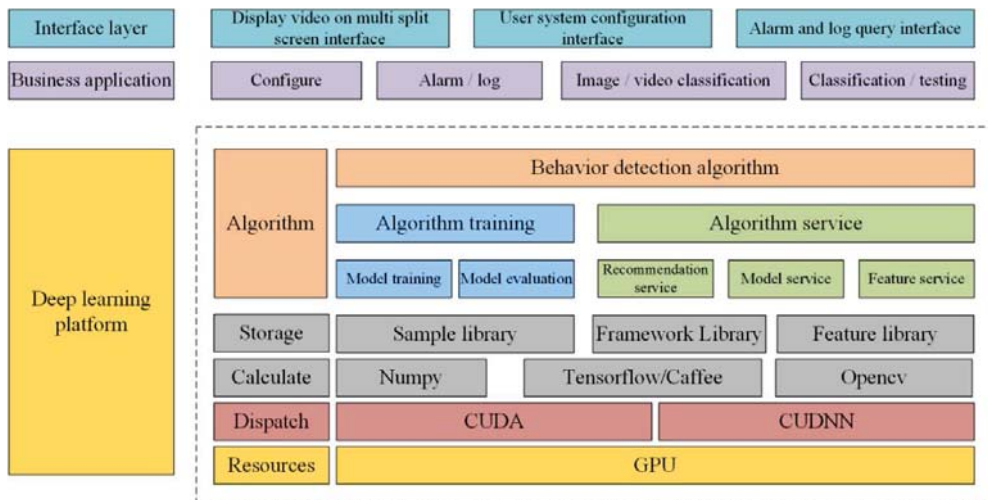 Interface layer
Display video on multi split
screen interface
User system configuration
interface
Alarm and log query interface
Business application
Configure
Alarm / log
Image / video classification
Classification / testing
Deep learning
platform
Algorithm
Behavior detection algorithm
Algorithm training
Algorithm service
Model training
Model evaluation
Recommendation
service
Model service
Feature service
Storage
Sample library
Framework Library
Feature library
Calculate
Numpy
Tensorflow/Caffee
Opencv
Dispatch
CUDA
CUDNN
Resources
GPU